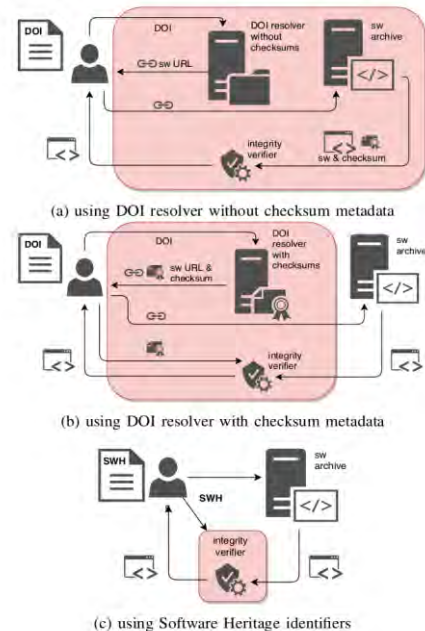 DOI
DOI
DOI resolver
without
checksums
sw
archive
sw URL
</>
integrity
verifier
<>
<>
sw & checksum
(a) using DOI resolver without checksum metadata
DOI
DOI
DOI
resolver
with
checksums
sw URL &
checksum
sw
archive
</>
integrity
verifier
<>
<>
(b) using DOI resolver with checksum metadata
SWH
SWH
sw
archive
</>
integrity
verifier
<>
<>
(c) using Software Heritage identifiers